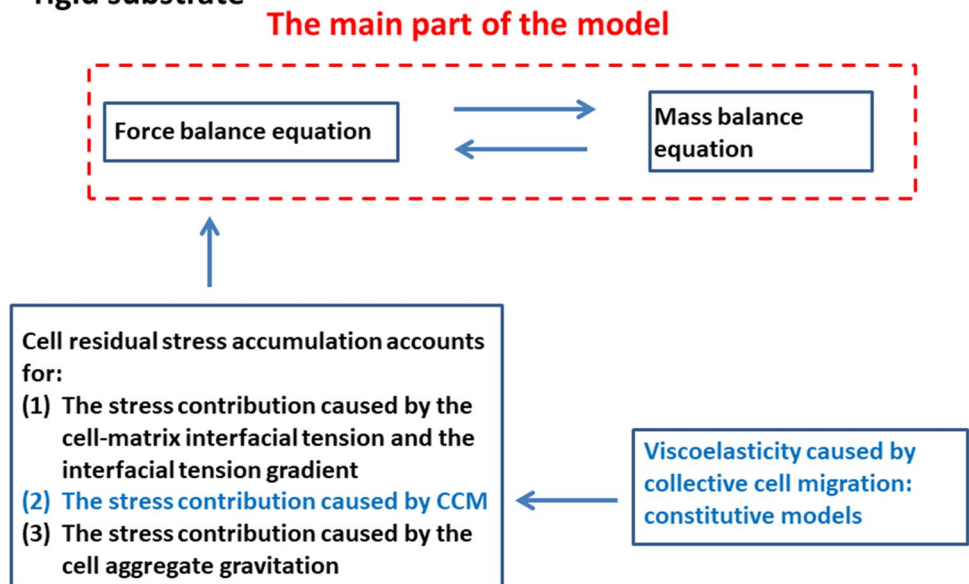 rigid substrate
The main part of the model
Force balance equation
Mass balance
equation
Cell residual stress accumulation accounts
for:
(1) The stress contribution caused by the
cell-matrix interfacial tension and the
interfacial tension gradient
(2) The stress contribution caused by CCM
(3) The stress contribution caused by the
cell aggregate gravitation
Viscoelasticity caused by
collective cell migration:
constitutive models